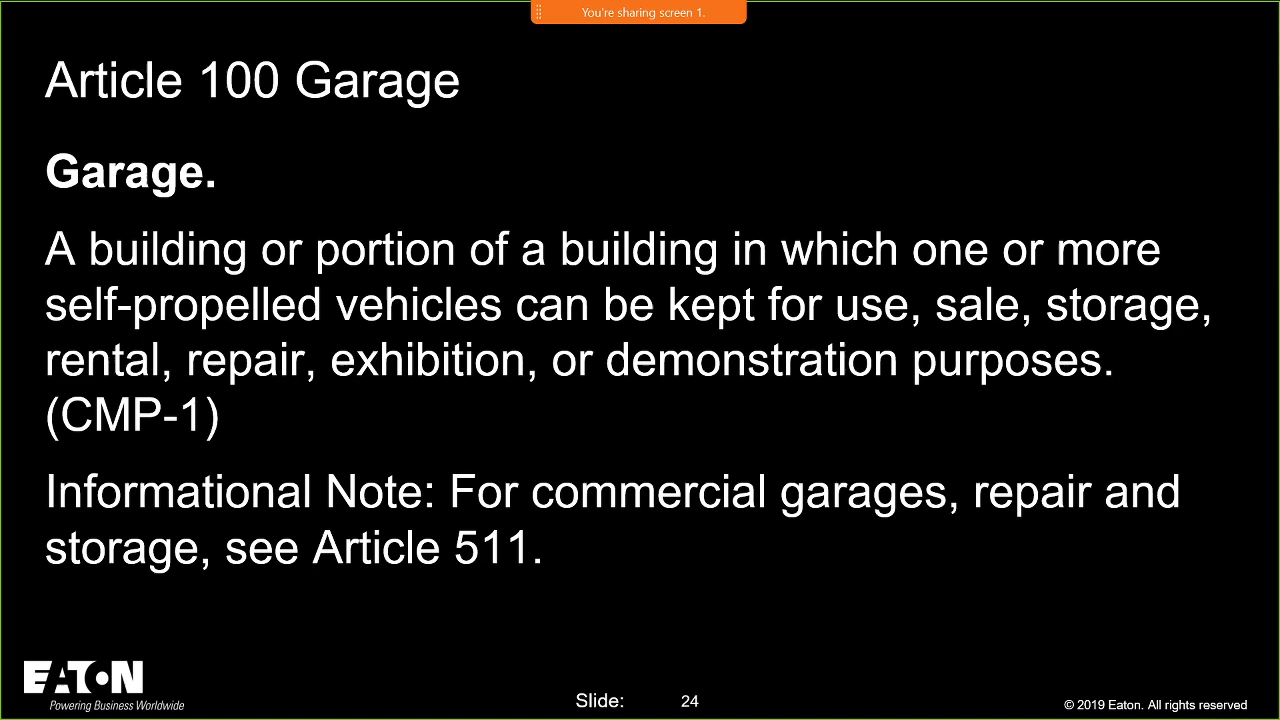 You're sharing screen 1.
Article 100 Garage
Garage.
A building or portion of a building in which one or more
self-propelled vehicles can be kept for use, sale, storage,
rental, repair, exhibition, or demonstration purposes.
(CMP-1)
Informational Note: For commercial garages, repair and
storage, see Article 511.
EATON
Powering Business Worldwide
Slide: 24
© 2019 Eaton. All rights reserved